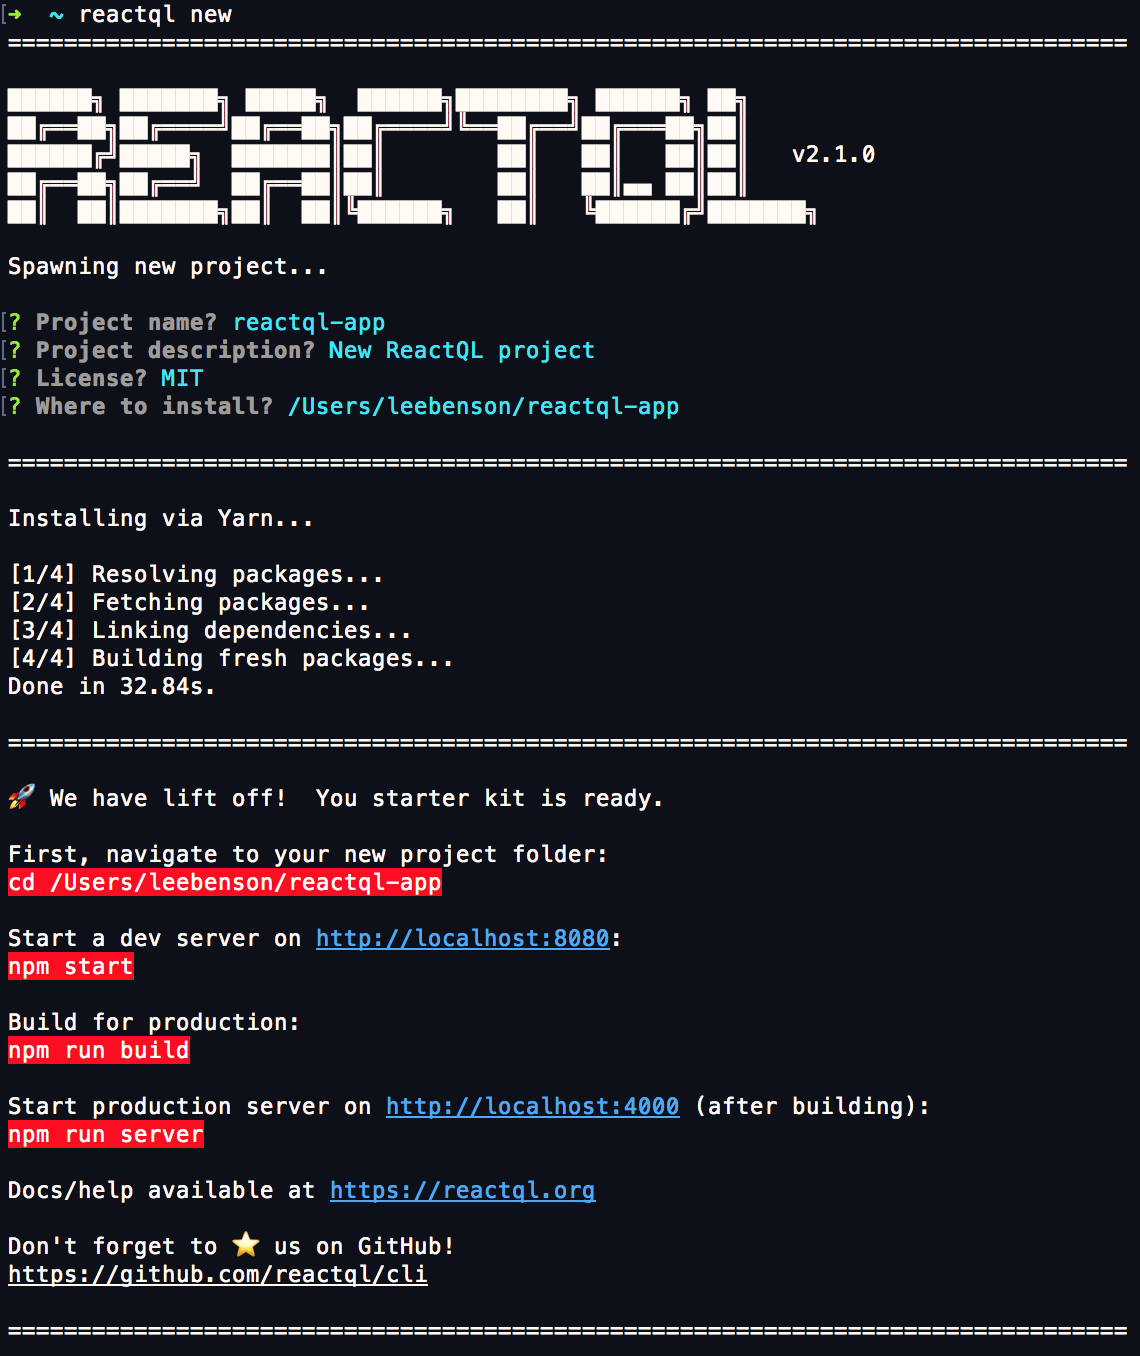 ➜ ~ reactql new
================================================================================
REACTQL
v2.1.0
Spawning new project...
? Project name? reactql-app
? Project description? New ReactQL project
? License? MIT
? Where to install? /Users/leebenson/reactql-app
================================================================================
Installing via Yarn...
[1/4] Resolving packages...
[2/4] Fetching packages...
[3/4] Linking dependencies...
[4/4] Building fresh packages...
Done in 32.84s.
================================================================================
🚀 We have lift off!  You starter kit is ready.
First, navigate to your new project folder:
cd /Users/leebenson/reactql-app
Start a dev server on http://localhost:8080:
npm start
Build for production:
npm run build
Start production server on http://localhost:4000 (after building):
npm run server
Docs/help available at https://reactql.org
Don't forget to ⭐ us on GitHub!
https://github.com/reactql/cli
================================================================================